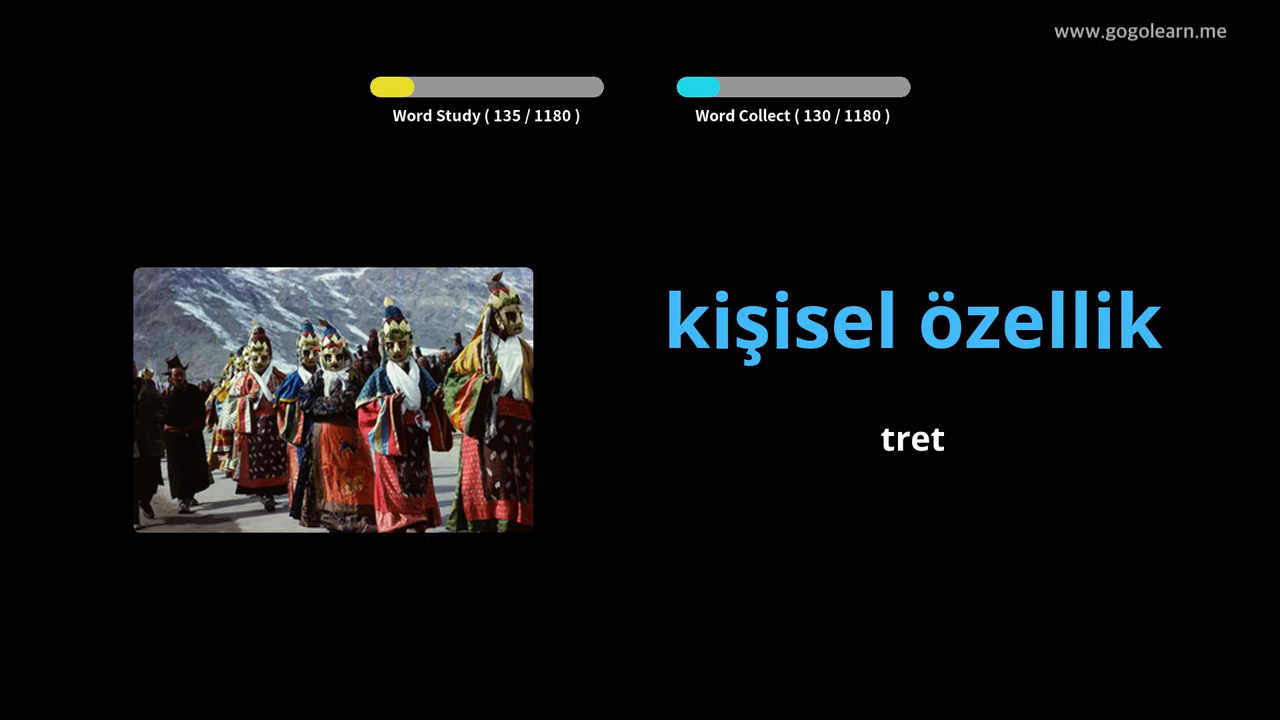 www.gogolearn.me
Word Study ( 135 / 1180 )
Word Collect ( 130 / 1180 )
kişisel özellik
tret